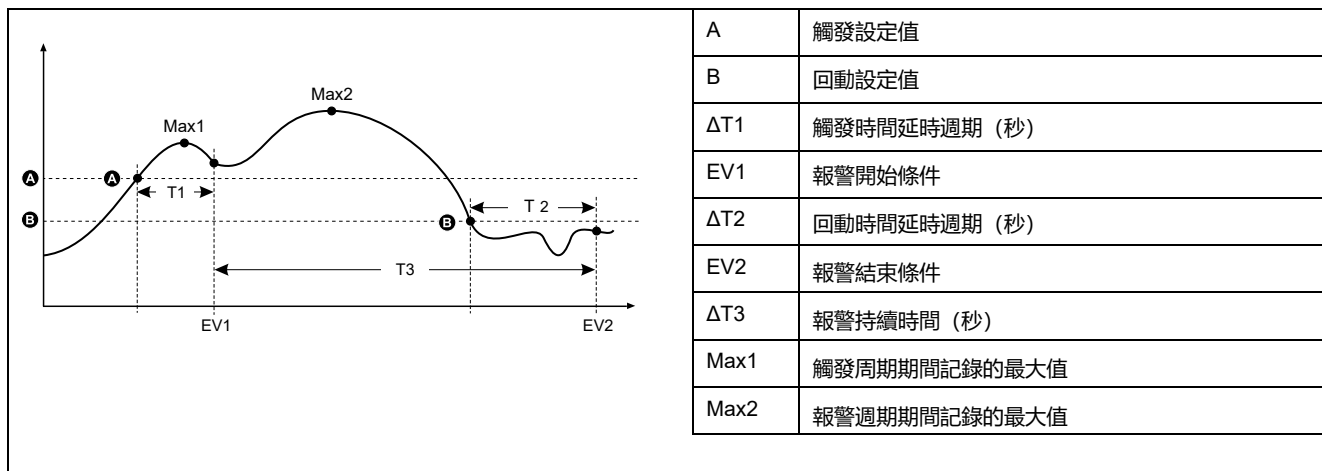 Max2
Max1
A
A
T1
B
B
T 2
T3
EV1
EV2
A 觸發設定值
B 回動設定值
ΔT1 觸發時間延時週期（秒）
EV1 報警開始條件
ΔT2 回動時間延時週期（秒）
EV2 報警結束條件
ΔT3 報警持續時間（秒）
Max1 觸發周期期間記錄的最大值
Max2 報警週期期間記錄的最大值